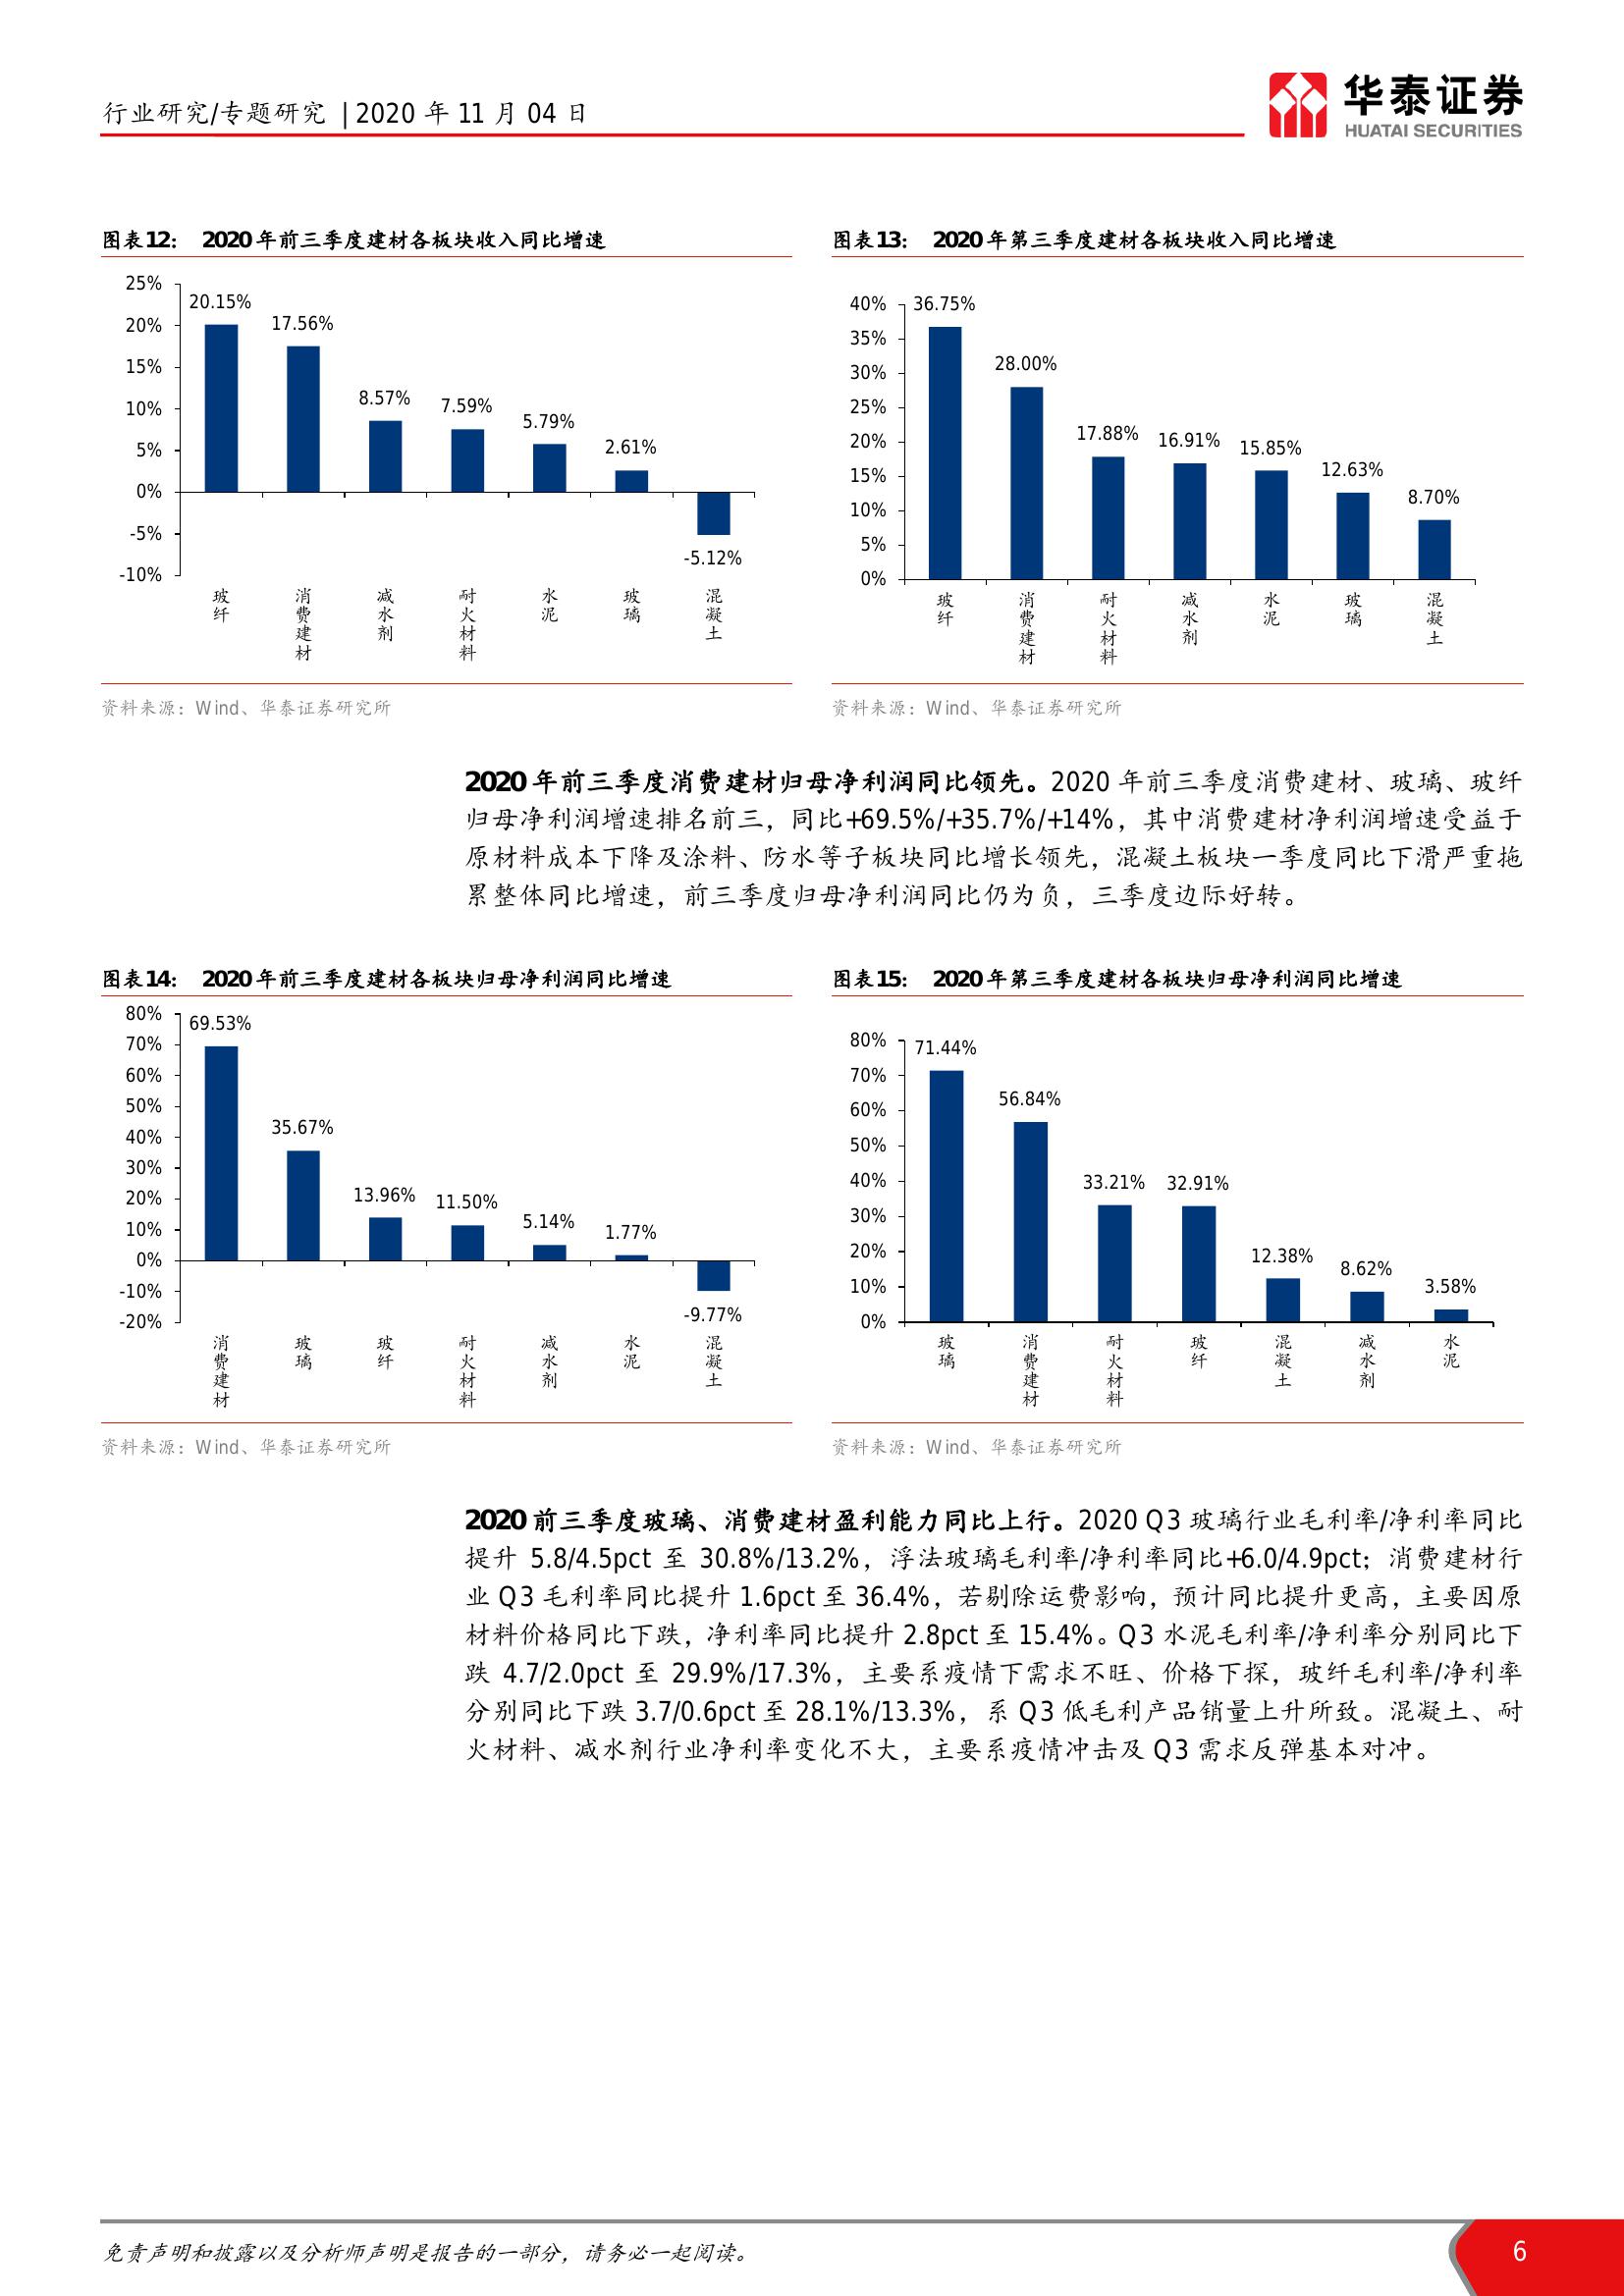 行业研究/专题研究 | 2020 年 11 月 04 日
华泰证券
HUATAI SECURITIES
图表12： 2020 年前三季度建材各板块收入同比增速
25%
20%
15%
10%
5%
0%
-5%
-10%
20.15%
17.56%
8.57%
7.59%
5.79%
2.61%
-5.12%
玻纤
消费建材
减水剂
耐火材料
水泥
玻璃
混凝土
资料来源：Wind、华泰证券研究所
图表13： 2020 年第三季度建材各板块收入同比增速
40%
35%
30%
25%
20%
15%
10%
5%
0%
36.75%
28.00%
17.88%
16.91%
15.85%
12.63%
8.70%
玻纤
消费建材
耐火材料
减水剂
水泥
玻璃
混凝土
资料来源：Wind、华泰证券研究所
2020 年前三季度消费建材归母净利润同比领先。2020 年前三季度消费建材、玻璃、玻纤
归母净利润增速排名前三，同比+69.5%/+35.7%/+14%，其中消费建材净利润增速受益于
原材料成本下降及涂料、防水等子板块同比增长领先，混凝土板块一季度同比下滑严重拖
累整体同比增速，前三季度归母净利润同比仍为负，三季度边际好转。
图表14： 2020 年前三季度建材各板块归母净利润同比增速
80%
70%
60%
50%
40%
30%
20%
10%
0%
-10%
-20%
69.53%
35.67%
13.96%
11.50%
5.14%
1.77%
-9.77%
消费建材
玻璃
玻纤
耐火材料
减水剂
水泥
混凝土
资料来源：Wind、华泰证券研究所
图表15： 2020 年第三季度建材各板块归母净利润同比增速
80%
70%
60%
50%
40%
30%
20%
10%
0%
71.44%
56.84%
33.21%
32.91%
12.38%
8.62%
3.58%
玻璃
消费建材
耐火材料
玻纤
混凝土
减水剂
水泥
资料来源：Wind、华泰证券研究所
2020 前三季度玻璃、消费建材盈利能力同比上行。2020 Q3 玻璃行业毛利率/净利率同比
提升 5.8/4.5pct 至 30.8%/13.2%，浮法玻璃毛利率/净利率同比+6.0/4.9pct；消费建材行
业 Q3 毛利率同比提升 1.6pct 至 36.4%，若剔除运费影响，预计同比提升更高，主要因原
材料价格同比下跌，净利率同比提升 2.8pct 至 15.4%。Q3 水泥毛利率/净利率分别同比下
跌 4.7/2.0pct 至 29.9%/17.3%，主要系疫情下需求不旺、价格下探，玻纤毛利率/净利率
分别同比下跌 3.7/0.6pct 至 28.1%/13.3%，系 Q3 低毛利产品销量上升所致。混凝土、耐
火材料、减水剂行业净利率变化不大，主要系疫情冲击及 Q3 需求反弹基本对冲。
免责声明和披露以及分析师声明是报告的一部分，请务必一起阅读。
6